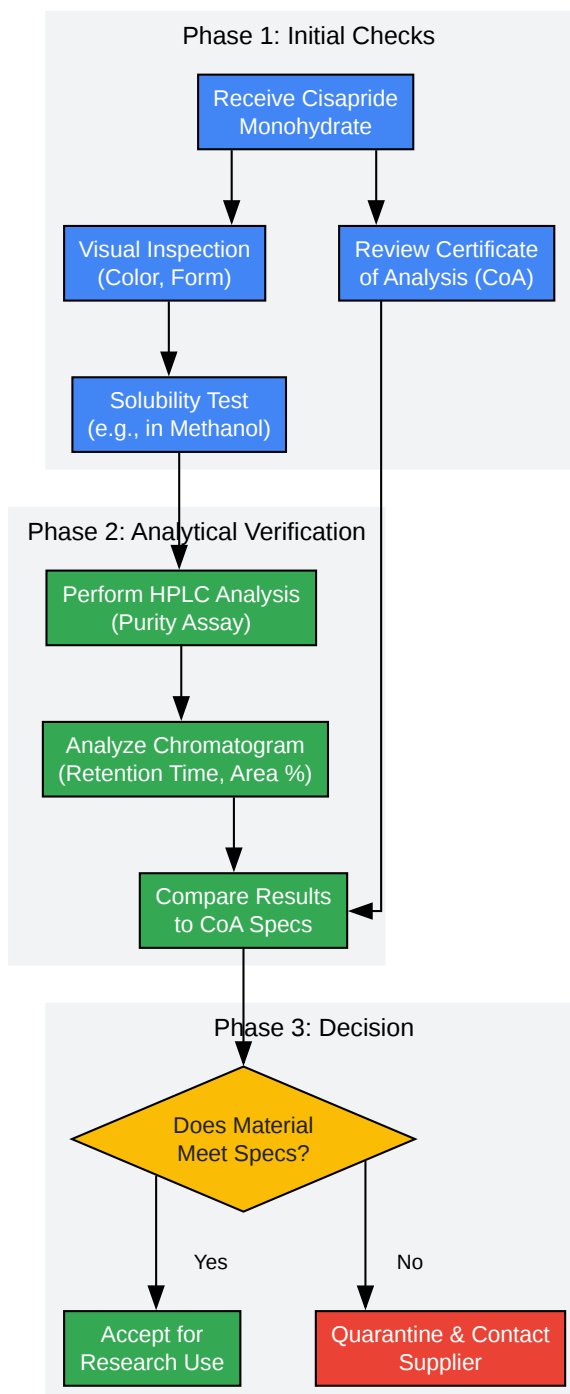 Phase 1: Initial Checks
Receive Cisapride
Monohydrate
Visual Inspection
(Color, Form)
Review Certificate
of Analysis (CoA)
Solubility Test
(e.g., in Methanol)
Phase 2: Analytical Verification
Perform HPLC Analysis
(Purity Assay)
Analyze Chromatogram
(Retention Time, Area %)
Compare Results
to CoA Specs
Phase 3: Decision
Does Material
Meet Specs?
Yes
No
Accept for
Research Use
Quarantine & Contact
Supplier